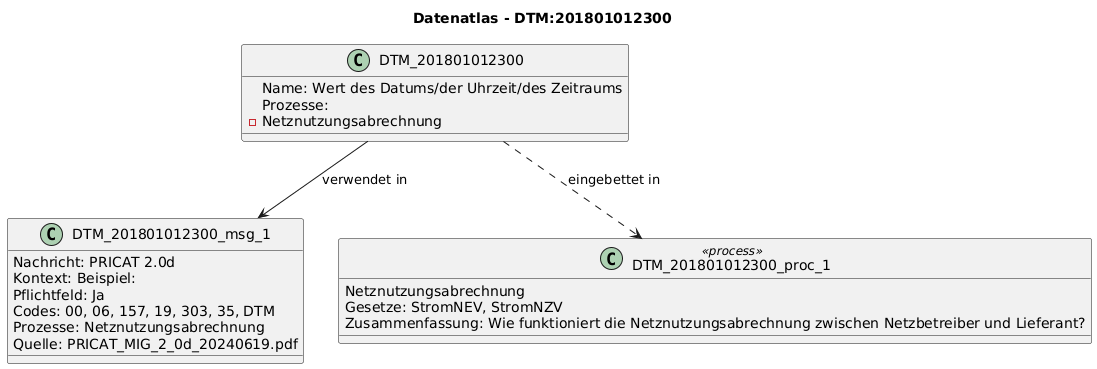 Datenatlas - DTM:201801012300
C DTM_201801012300
Name: Wert des Datums/der Uhrzeit/des Zeitraums
Prozesse:
Netznutzungsabrechnung
verwendet in
eingebettet in
C DTM_201801012300_msg_1
Nachricht: PRICAT 2.0d
Kontext: Beispiel:
Pflichtfeld: Ja
Codes: 00, 06, 157, 19, 303, 35, DTM
Prozesse: Netznutzungsabrechnung
Quelle: PRICAT_MIG_2_0d_20240619.pdf
C «process»
DTM_201801012300_proc_1
Netznutzungsabrechnung
Gesetze: StromNEV, StromNZV
Zusammenfassung: Wie funktioniert die Netznutzungsabrechnung zwischen Netzbetreiber und Lieferant?